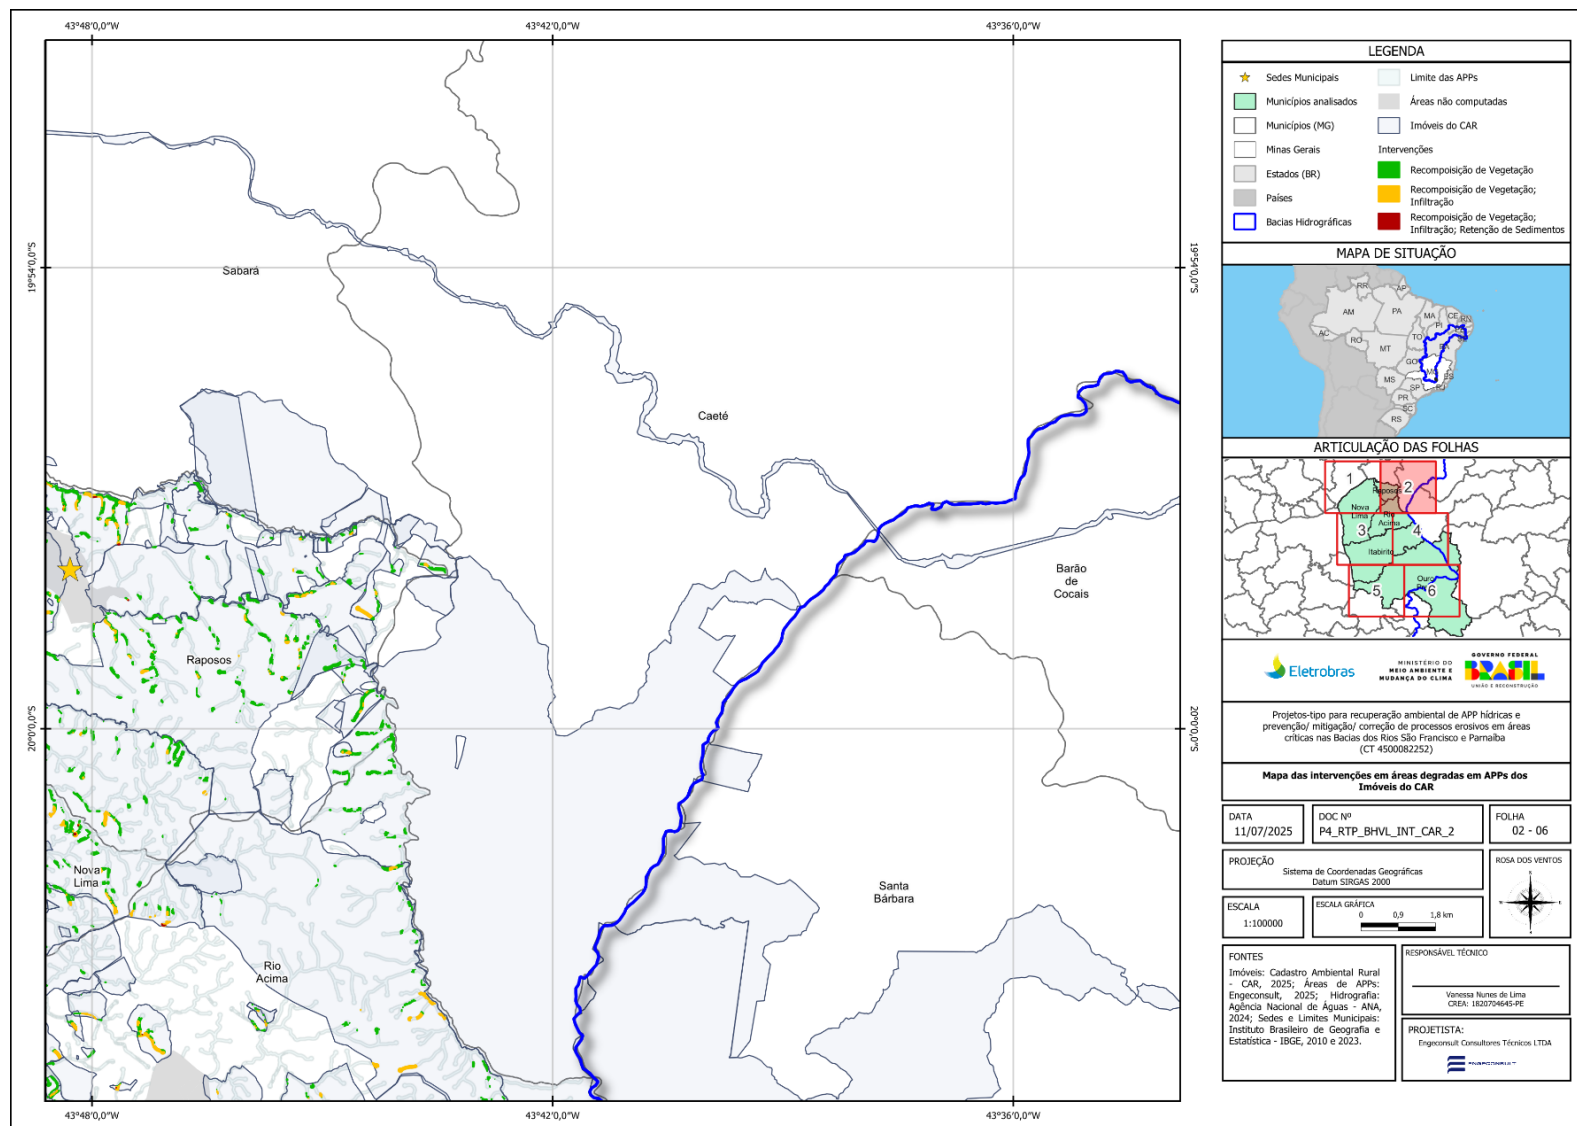 43°48'0,0"W
43°42'0,0"W
43°36'0,0"W
19°54'0,0"S
19°54'0,0"S
20°0'0,0"S
20°0'0,0"S
Sabará
Caeté
Barão
de
Cocais
Raposos
Nova
Lima
Santa
Bárbara
Rio
Acima
43°48'0,0"W
43°42'0,0"W
43°36'0,0"W
LEGENDA
Sedes Municipais
Municípios analisados
Municípios (MG)
Minas Gerais
Estados (BR)
Países
Bacias Hidrográficas
Limite das APPs
Áreas não computadas
Imóveis do CAR
Intervenções
Recomposição de Vegetação
Recomposição de Vegetação;
Infiltração
Recomposição de Vegetação;
Infiltração; Retenção de Sedimentos
MAPA DE SITUAÇÃO
RR
AP
AM
PA
MA
CE
RN
PI
AC
TO
RO
MT
GO
MS
SP
PR
SC
RS
ARTICULAÇÃO DAS FOLHAS
1
2
Raposos
Nova
Lima
Rio
Acima
3
4
Itabirito
Ouro
5
6
Eletrobras
MINISTÉRIO DO
MEIO AMBIENTE E
MUDANÇA DO CLIMA
GOVERNO FEDERAL
BRASIL
UNIÃO E RECONSTRUÇÃO
Projetos-tipo para recuperação ambiental de APP hídricas e
prevenção/ mitigação/ correção de processos erosivos em áreas
críticas nas Bacias dos Rios São Francisco e Parnaíba
(CT 4500082252)
Mapa das intervenções em áreas degradadas em APPs dos
Imóveis do CAR
DATA
11/07/2025
DOC Nº
P4_RTP_BHVL_INT_CAR_2
FOLHA
02 - 06
PROJEÇÃO
Sistema de Coordenadas Geográficas
Datum SIRGAS 2000
ROSA DOS VENTOS
ESCALA
1:100000
ESCALA GRÁFICA
0 0,9 1,8 km
FONTES
Imóveis: Cadastro Ambiental Rural
- CAR, 2025; Áreas de APPs:
Engeconsult, 2025; Hidrografia:
Agência Nacional de Águas - ANA,
2024; Sedes e Limites Municipais:
Instituto Brasileiro de Geografia e
Estatística - IBGE, 2010 e 2023.
RESPONSÁVEL TÉCNICO
Vanessa Nunes de Lima
CREA: 1820704645-PE
PROJETISTA:
Engeconsult Consultores Técnicos LTDA
ENGECONSULT